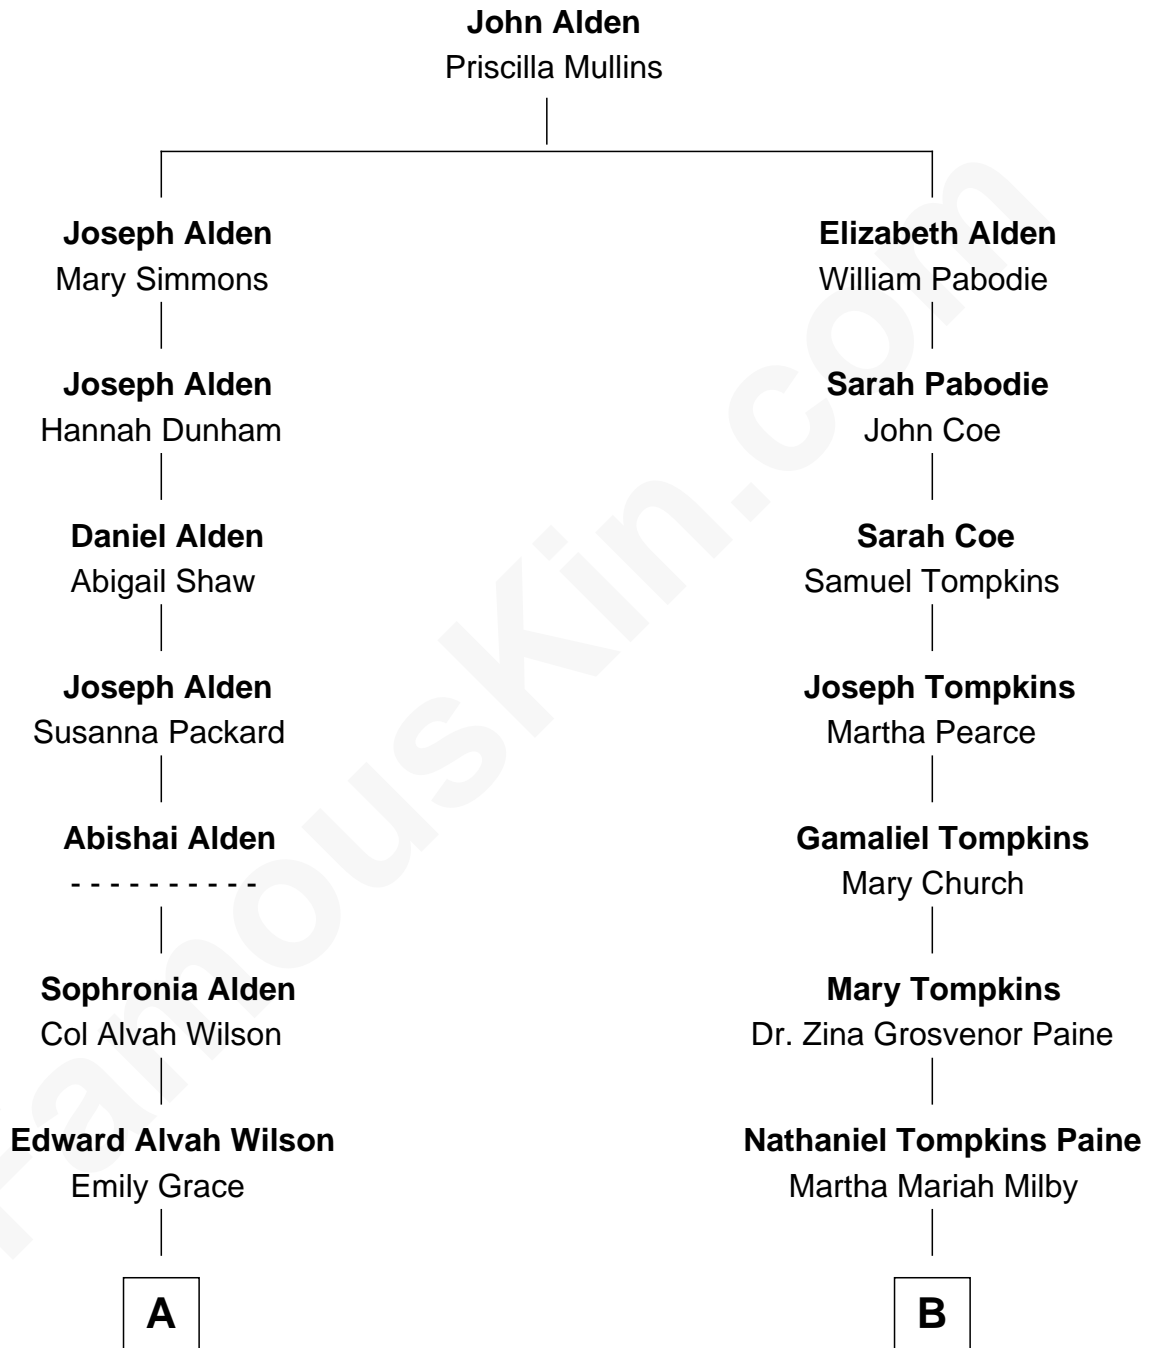 John Alden
Priscilla Mullins
Joseph Alden
Mary Simmons
Elizabeth Alden
William Pabodie
Joseph Alden
Hannah Dunham
Sarah Pabodie
John Coe
Daniel Alden
Abigail Shaw
Sarah Coe
Samuel Tompkins
Joseph Alden
Susanna Packard
Joseph Tompkins
Martha Pearce
Abishai Alden
- - - - - - - - - -
Gamaliel Tompkins
Mary Church
Sophronia Alden
Col Alvah Wilson
Mary Tompkins
Dr. Zina Grosvenor Paine
Edward Alvah Wilson
Emily Grace
Nathaniel Tompkins Paine
Martha Mariah Milby
A
B
FamousKin.com